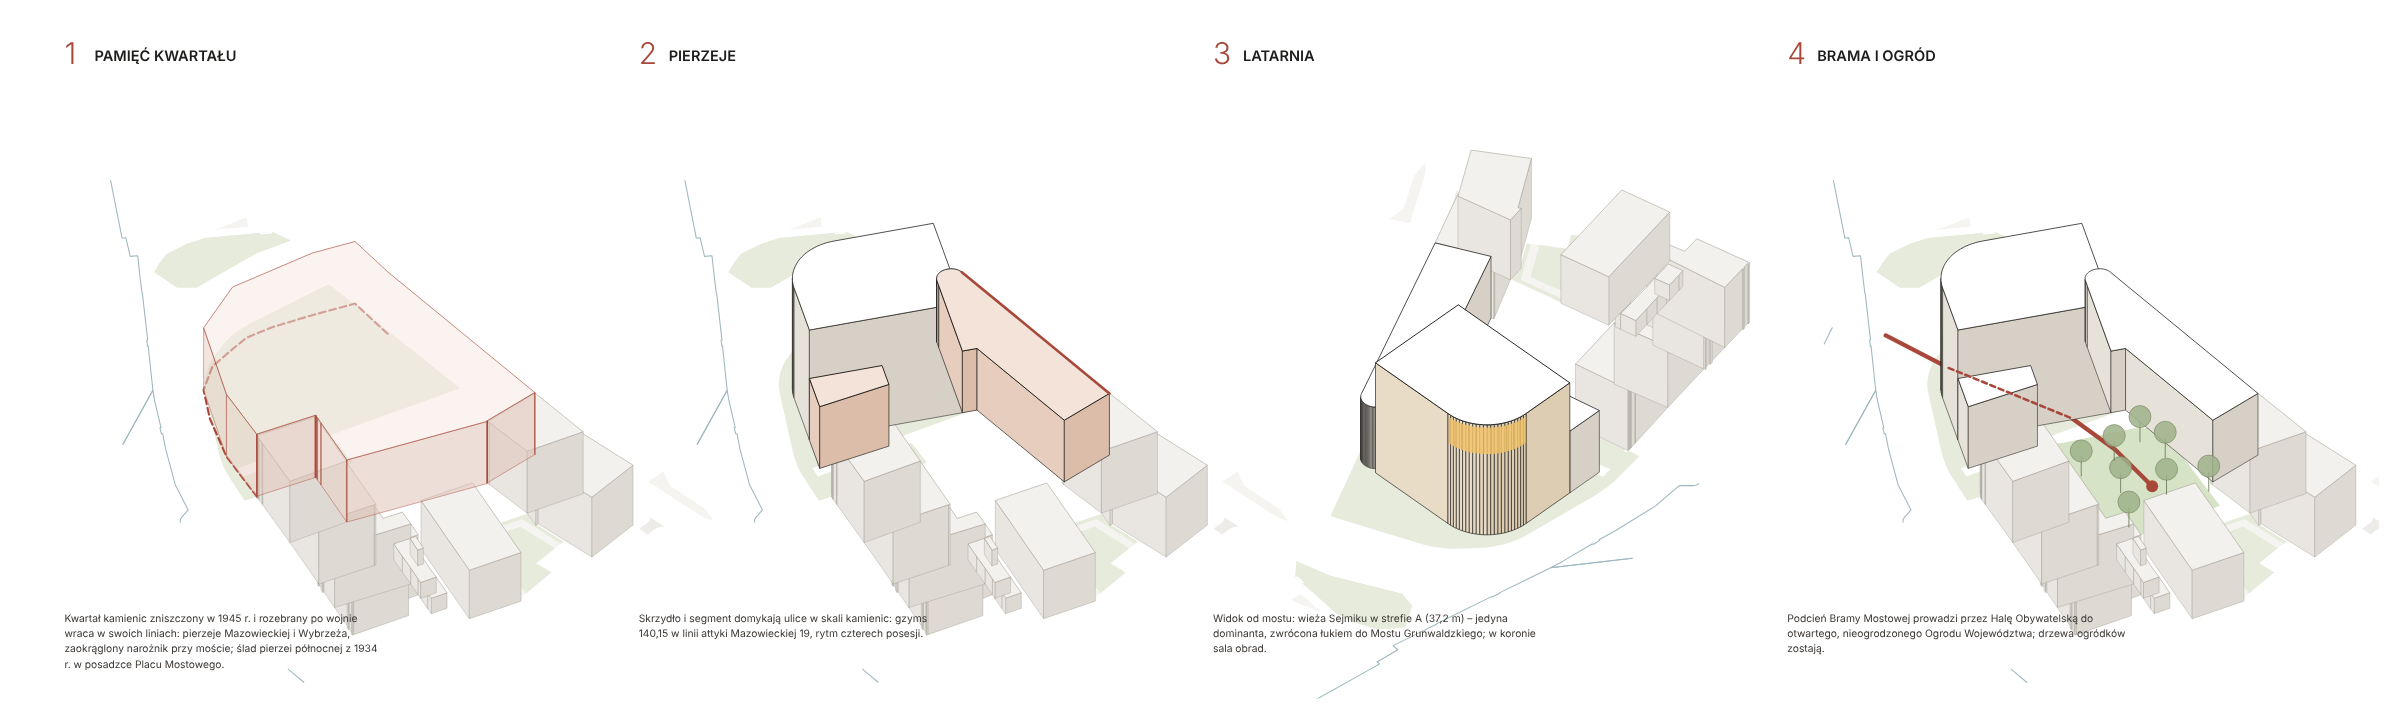 1 PAMIĘĆ KWARTAŁU
Kwartał kamienic zniszczony w 1945 r. i rozebrany po wojnie
wraca w swoich liniach: pierzeje Mazowieckiej i Wybrzeża,
zaokrąglony narożnik przy moście; ślad pierzei północnej z 1934
r. w posadzce Placu Mostowego.
2 PIERZEJE
Skrzydło i segment domykają ulice w skali kamienic: gzyms
140,15 w linii attyki Mazowieckiej 19, rytm czterech posesji.
3 LATARNIA
Widok od mostu: wieża Sejmiku w strefie A (37,2 m) – jedyna
dominanta, zwrócona łukiem do Mostu Grunwaldzkiego; w koronie
sala obrad.
4 BRAMA I OGRÓD
Podcień Bramy Mostowej prowadzi przez Halę Obywatelską do
otwartego, nieogrodzonego Ogrodu Województwa; drzewa ogródków
zostają.